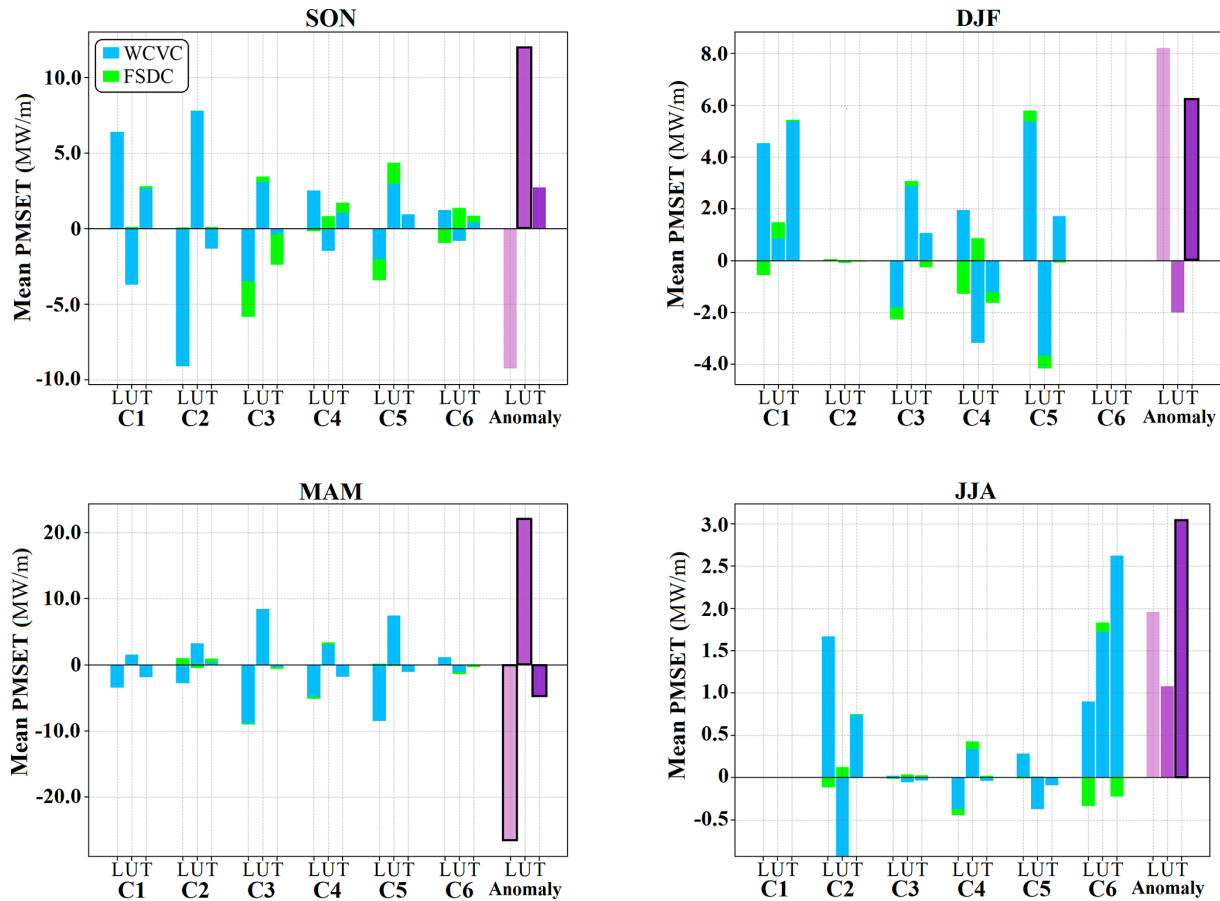 SON
Mean PMSET (MW/m)
10.0
5.0
0
-5.0
-10.0
WCVC
FSDC
LUT LUT LUT LUT LUT LUT LUT
C1 C2 C3 C4 C5 C6 Anomaly
DJF
Mean PMSET (MW/m)
8.0
6.0
4.0
2.0
0
-2.0
-4.0
LUT LUT LUT LUT LUT LUT LUT
C1 C2 C3 C4 C5 C6 Anomaly
MAM
Mean PMSET (MW/m)
20.0
10.0
0
-10.0
-20.0
LUT LUT LUT LUT LUT LUT LUT
C1 C2 C3 C4 C5 C6 Anomaly
JJA
Mean PMSET (MW/m)
3.0
2.5
2.0
1.5
1.0
0.5
0
-0.5
LUT LUT LUT LUT LUT LUT LUT
C1 C2 C3 C4 C5 C6 Anomaly